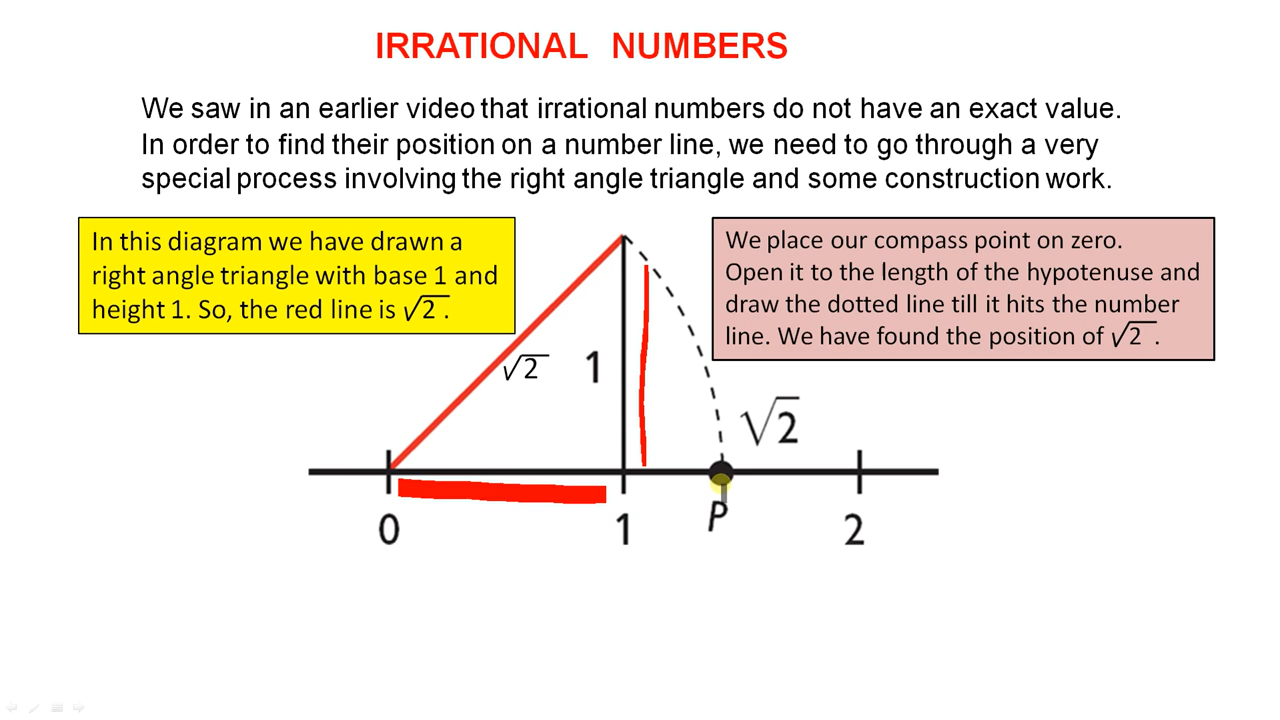 IRRATIONAL NUMBERS
We saw in an earlier video that irrational numbers do not have an exact value.
In order to find their position on a number line, we need to go through a very
special process involving the right angle triangle and some construction work.
In this diagram we have drawn a
right angle triangle with base 1 and
height 1. So, the red line is √2 .
We place our compass point on zero.
Open it to the length of the hypotenuse and
draw the dotted line till it hits the number
line. We have found the position of √2 .
√2
1
√2
0
1
P
2